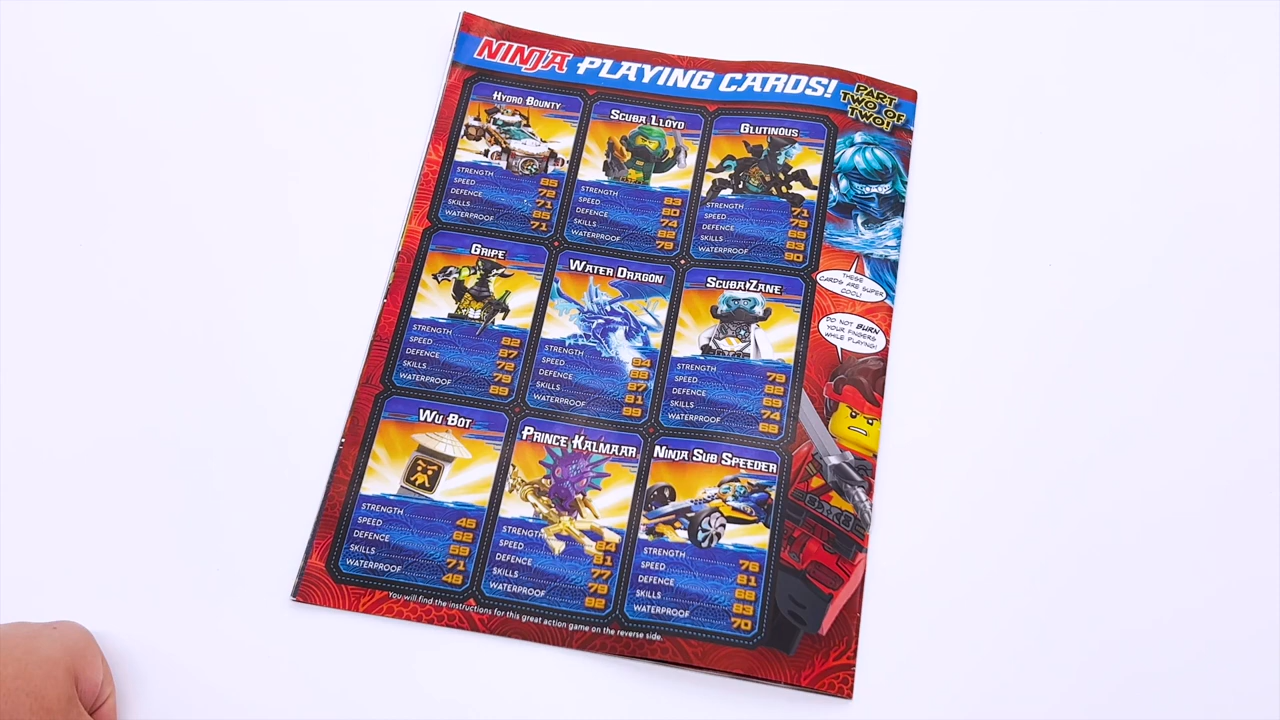 NINJA PLAYING CARDS!
PART
TWO OF
TWO!
HYDRO BOUNTY
STRENGTH 85
SPEED 72
DEFENCE 71
SKILLS 85
WATERPROOF 71
SCUBA LLOYD
STRENGTH 83
SPEED 80
DEFENCE 74
SKILLS 82
WATERPROOF 79
GLUTINOUS
STRENGTH 71
SPEED 79
DEFENCE 69
SKILLS 83
WATERPROOF 90
THESE
CARDS ARE SUPER
COOL!
GRIPE
STRENGTH 82
SPEED 87
DEFENCE 72
SKILLS 79
WATERPROOF 89
WATER DRAGON
STRENGTH 94
SPEED 88
DEFENCE 87
SKILLS 81
WATERPROOF 99
SCUBA ZANE
STRENGTH 79
SPEED 82
DEFENCE 69
SKILLS 74
WATERPROOF 68
DO NOT BURN
YOUR FINGERS
WHILE PLAYING!
WU BOT
STRENGTH 45
SPEED 62
DEFENCE 59
SKILLS 71
WATERPROOF 48
PRINCE KALMAAR
STRENGTH 84
SPEED 81
DEFENCE 77
SKILLS 79
WATERPROOF 92
NINJA SUB SPEEDER
STRENGTH 76
SPEED 81
DEFENCE 68
SKILLS 83
WATERPROOF 70
You will find the instructions for this great action game on the reverse side.